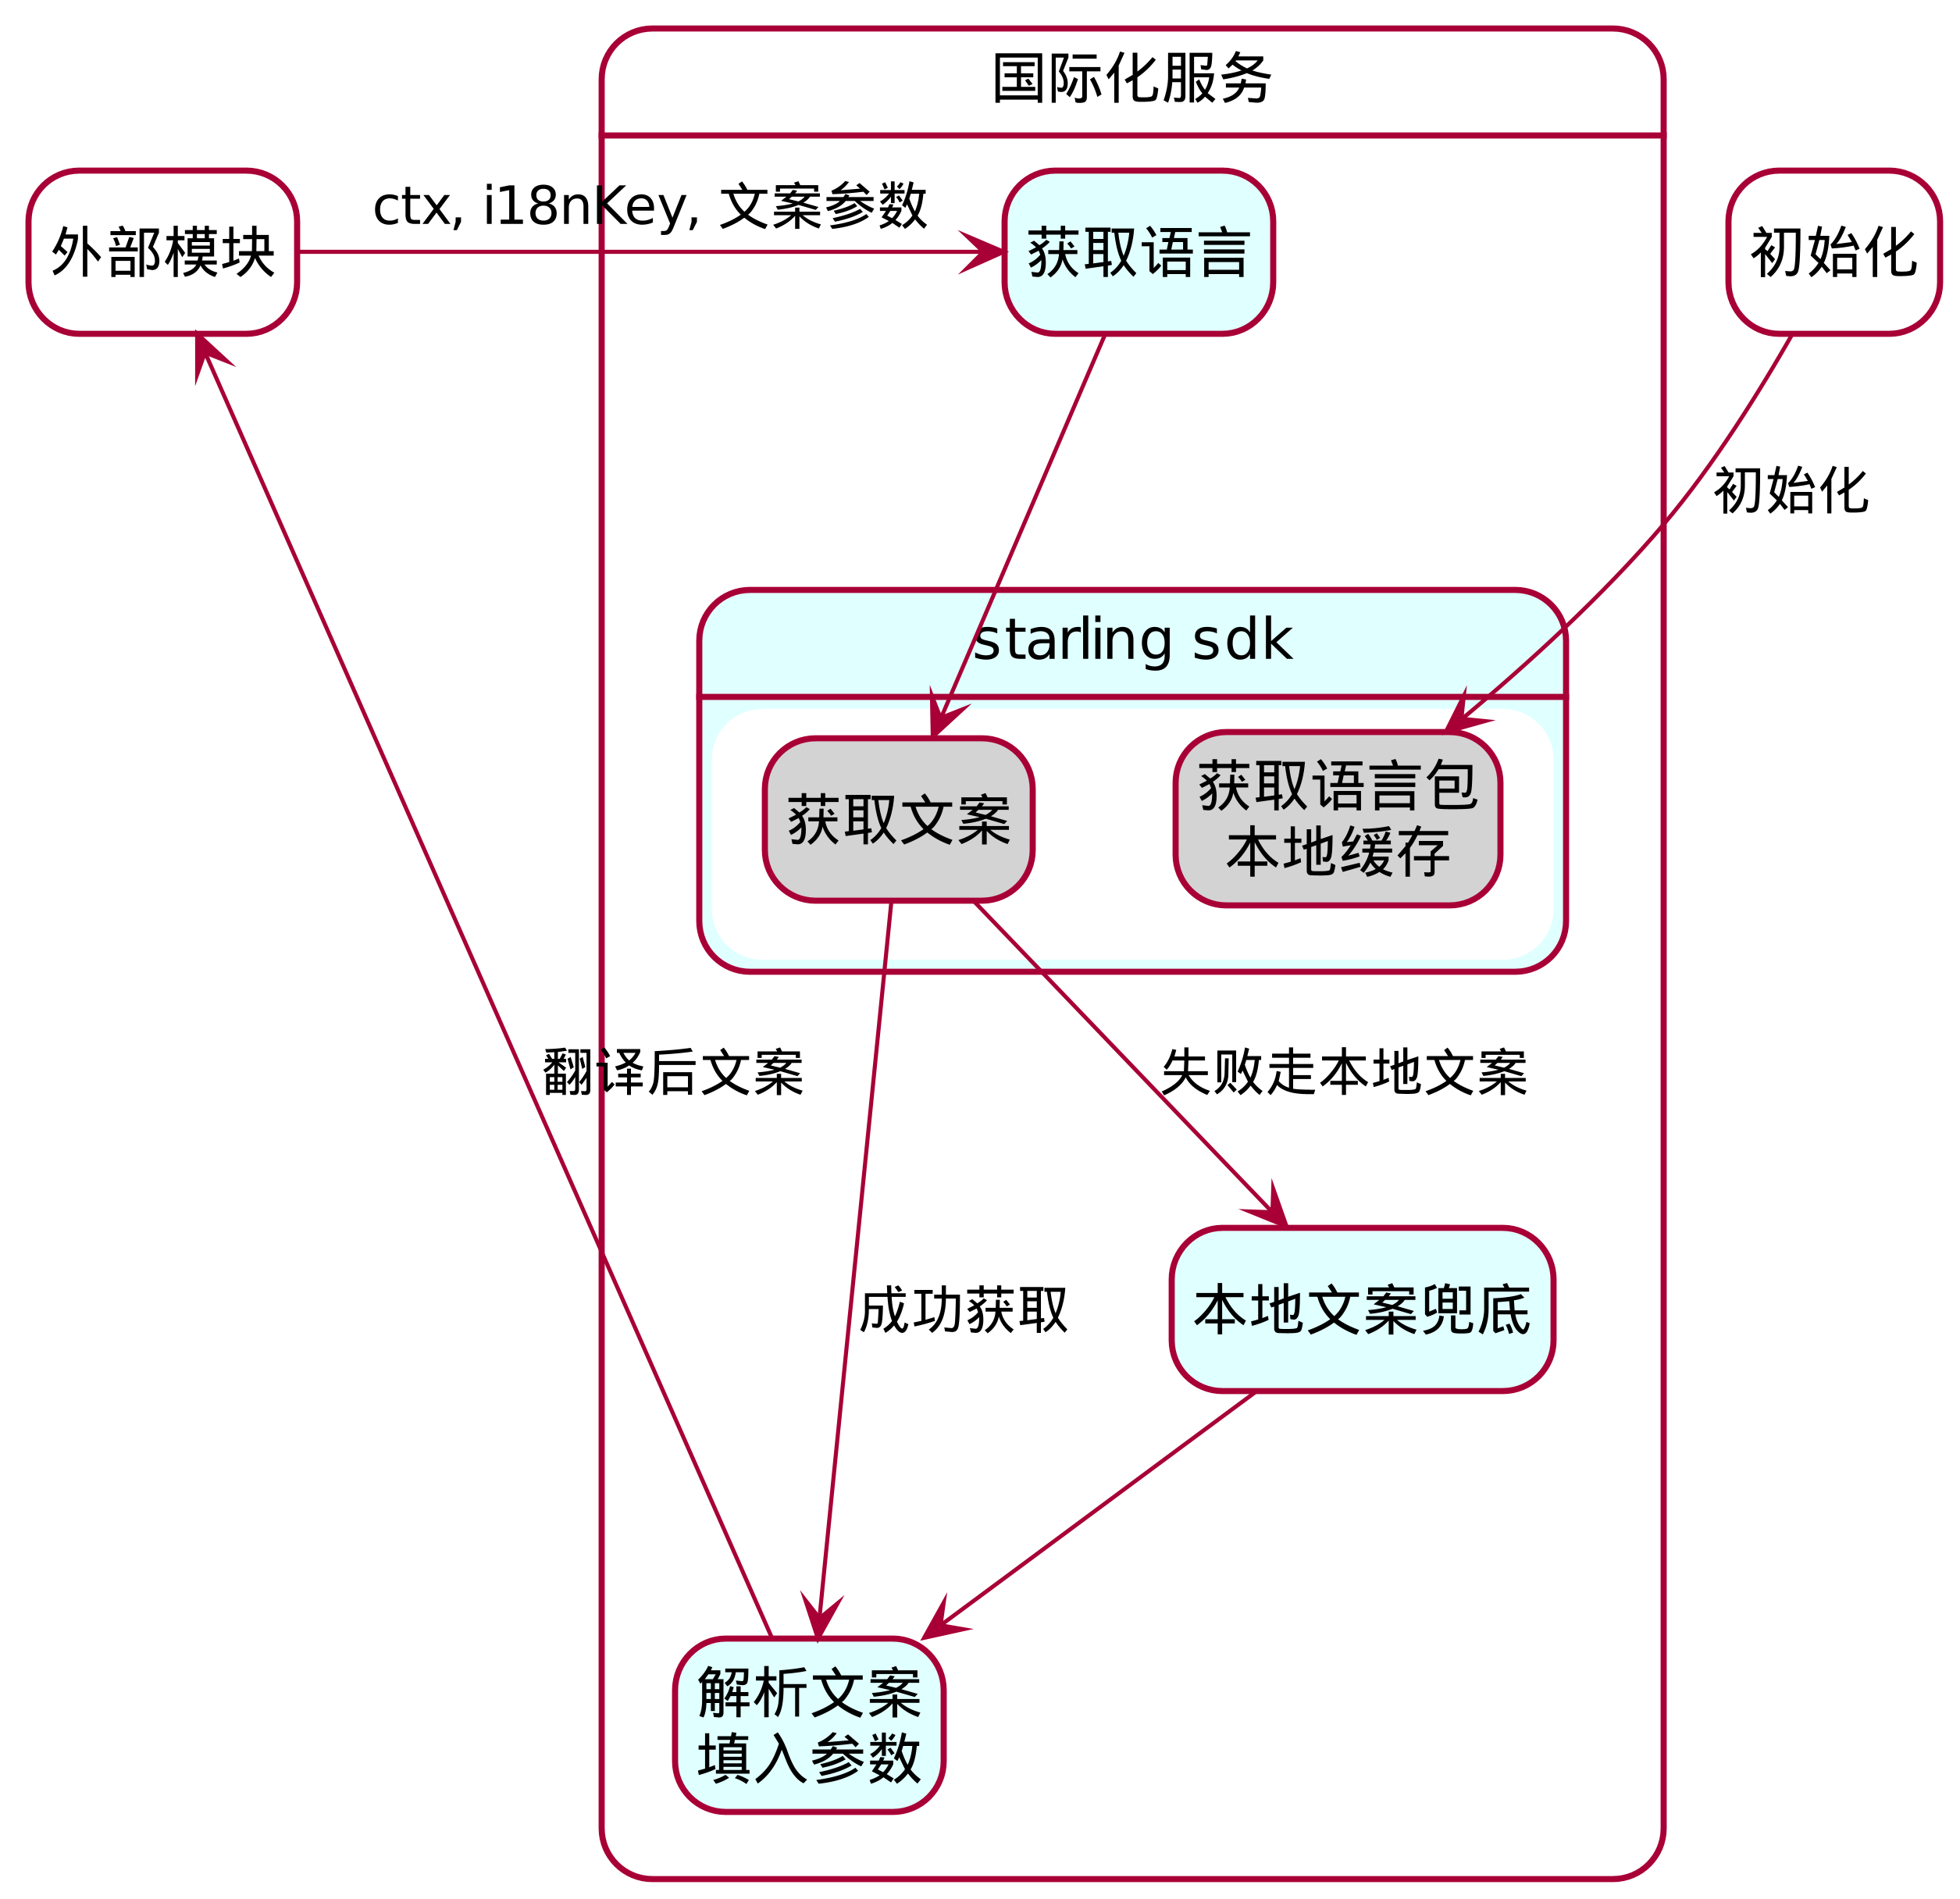 国际化服务
外部模块
ctx, i18nKey, 文案参数
获取语言
初始化
初始化
starling sdk
获取文案
获取语言包
本地缓存
翻译后文案
失败走本地文案
成功获取
本地文案兜底
解析文案
填入参数